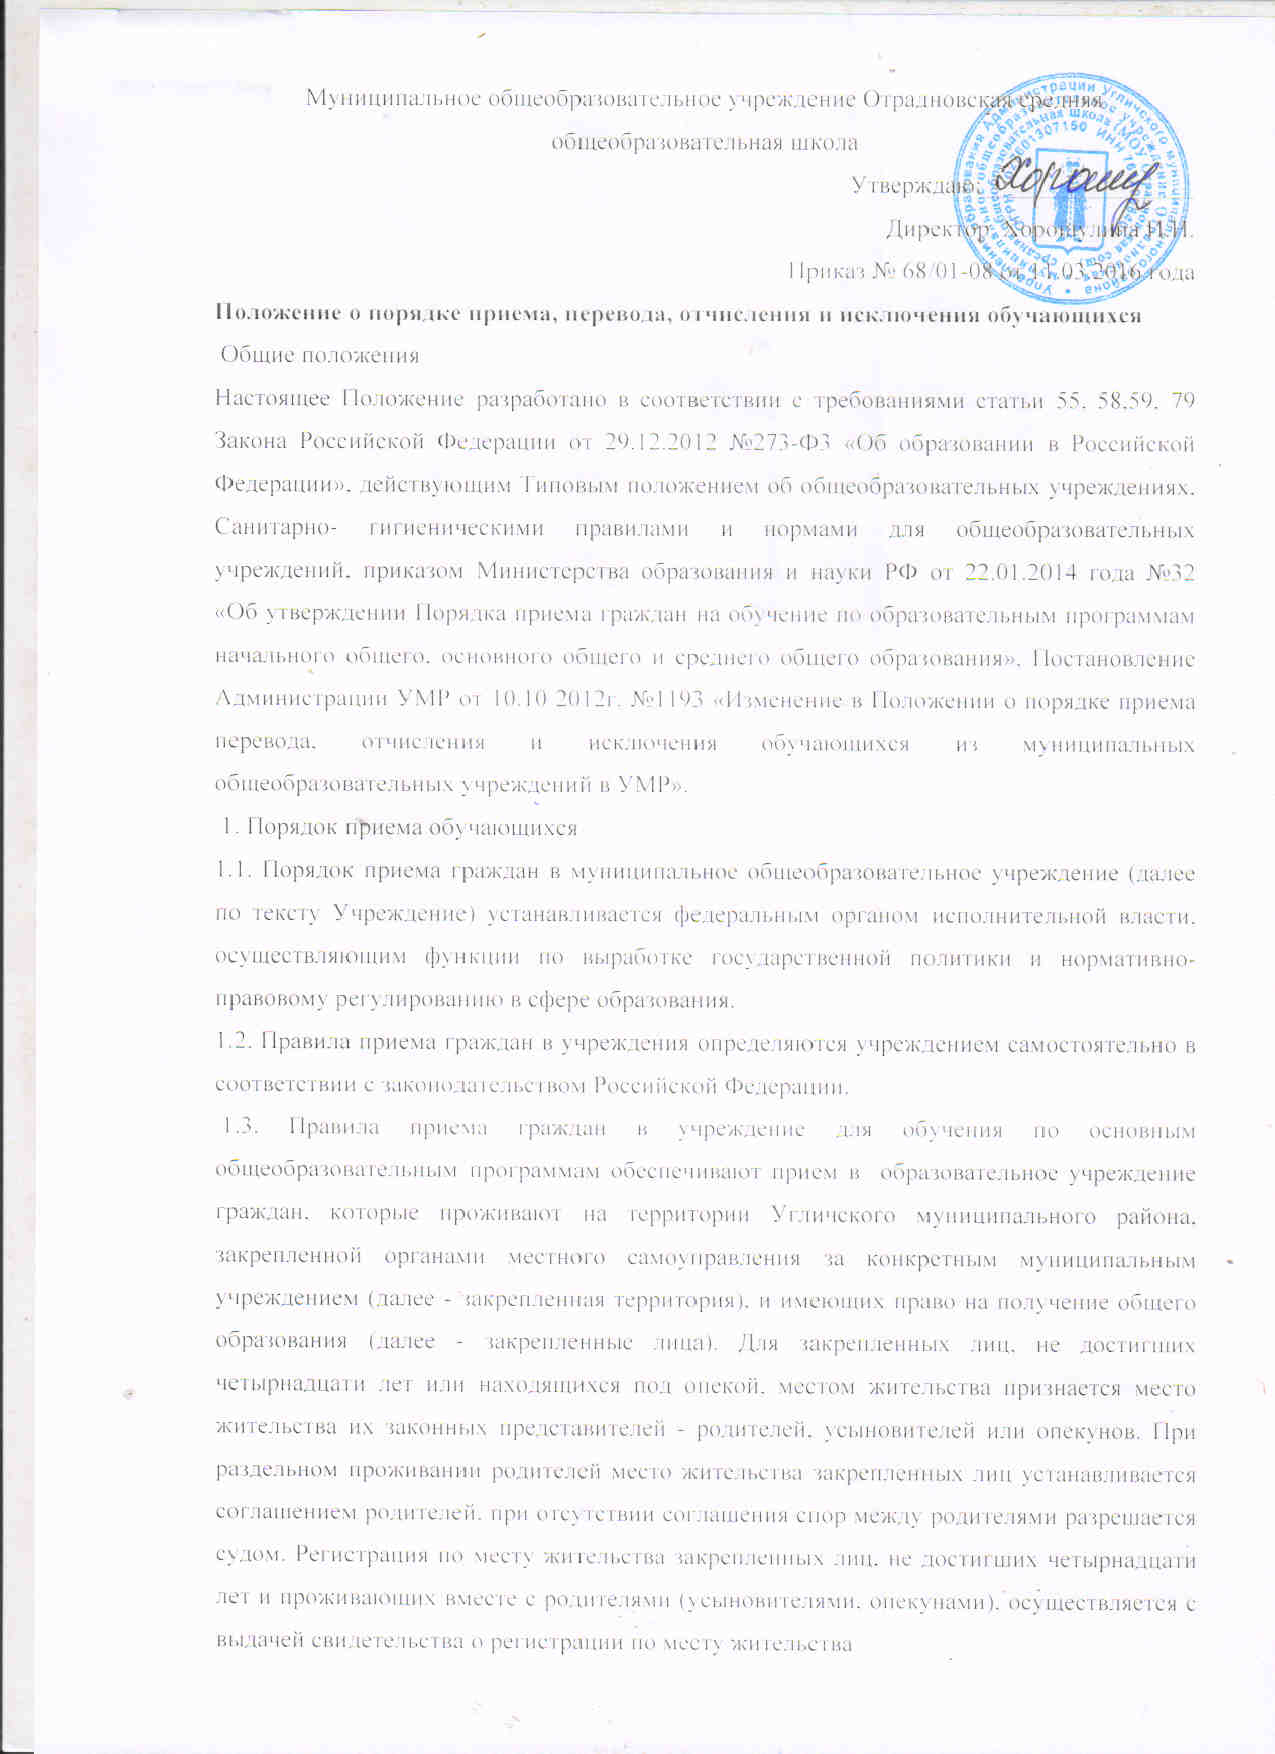 Муниципальное общеобразовательное учреждение Отрадновская средняя
общеобразовательная школа
Утверждаю:
Директор: Хорошулина И.Н.
Приказ № 68/01-08 от 11.03.2016 года
Положение о порядке приема, перевода, отчисления и исключения обучающихся
Общие положения
Настоящее Положение разработано в соответствии с требованиями статьи 55, 58,59, 79
Закона Российской Федерации от 29.12.2012 №273-ФЗ «Об образовании в Российской
Федерации», действующим Типовым положением об общеобразовательных учреждениях,
Санитарно- гигиеническими правилами и нормами для общеобразовательных
учреждений, приказом Министерства образования и науки РФ от 22.01.2014 года №32
«Об утверждении Порядка приема граждан на обучение по образовательным программам
начального общего, основного общего и среднего общего образования», Постановление
Администрации УМР от 10.10 2012г. №1193 «Изменение в Положении о порядке приема
перевода, отчисления и исключения обучающихся из муниципальных
общеобразовательных учреждений в УМР».
1. Порядок приема обучающихся
1.1. Порядок приема граждан в муниципальное общеобразовательное учреждение (далее
по тексту Учреждение) устанавливается федеральным органом исполнительной власти,
осуществляющим функции по выработке государственной политики и нормативно-
правовому регулированию в сфере образования.
1.2. Правила приема граждан в учреждения определяются учреждением самостоятельно в
соответствии с законодательством Российской Федерации.
1.3. Правила приема граждан в учреждение для обучения по основным
общеобразовательным программам обеспечивают прием в образовательное учреждение
граждан, которые проживают на территории Угличского муниципального района,
закрепленной органами местного самоуправления за конкретным муниципальным
учреждением (далее - закрепленная территория), и имеющих право на получение общего
образования (далее - закрепленные лица). Для закрепленных лиц, не достигших
четырнадцати лет или находящихся под опекой, местом жительства признается место
жительства их законных представителей - родителей, усыновителей или опекунов. При
раздельном проживании родителей место жительства закрепленных лиц устанавливается
соглашением родителей, при отсутствии соглашения спор между родителями разрешается
судом. Регистрация по месту жительства закрепленных лиц, не достигших четырнадцати
лет и проживающих вместе с родителями (усыновителями, опекунами), осуществляется с
выдачей свидетельства о регистрации по месту жительства